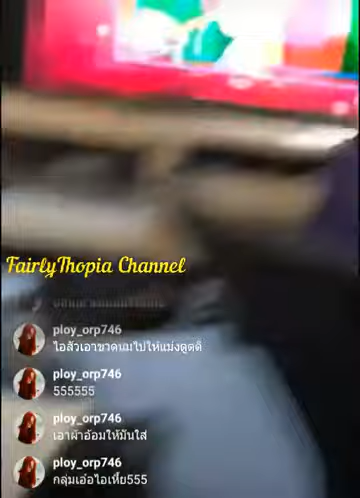 FairlyThopia Channel
ploy_orp746
ไอสัวเอาขวดนมไปให้แม่งดูดดิ
ploy_orp746
555555
ploy_orp746
เอาผ้าอ้อมให้มันใส่
ploy_orp746
กลุ่มเอ๋อไอเหี้ย555